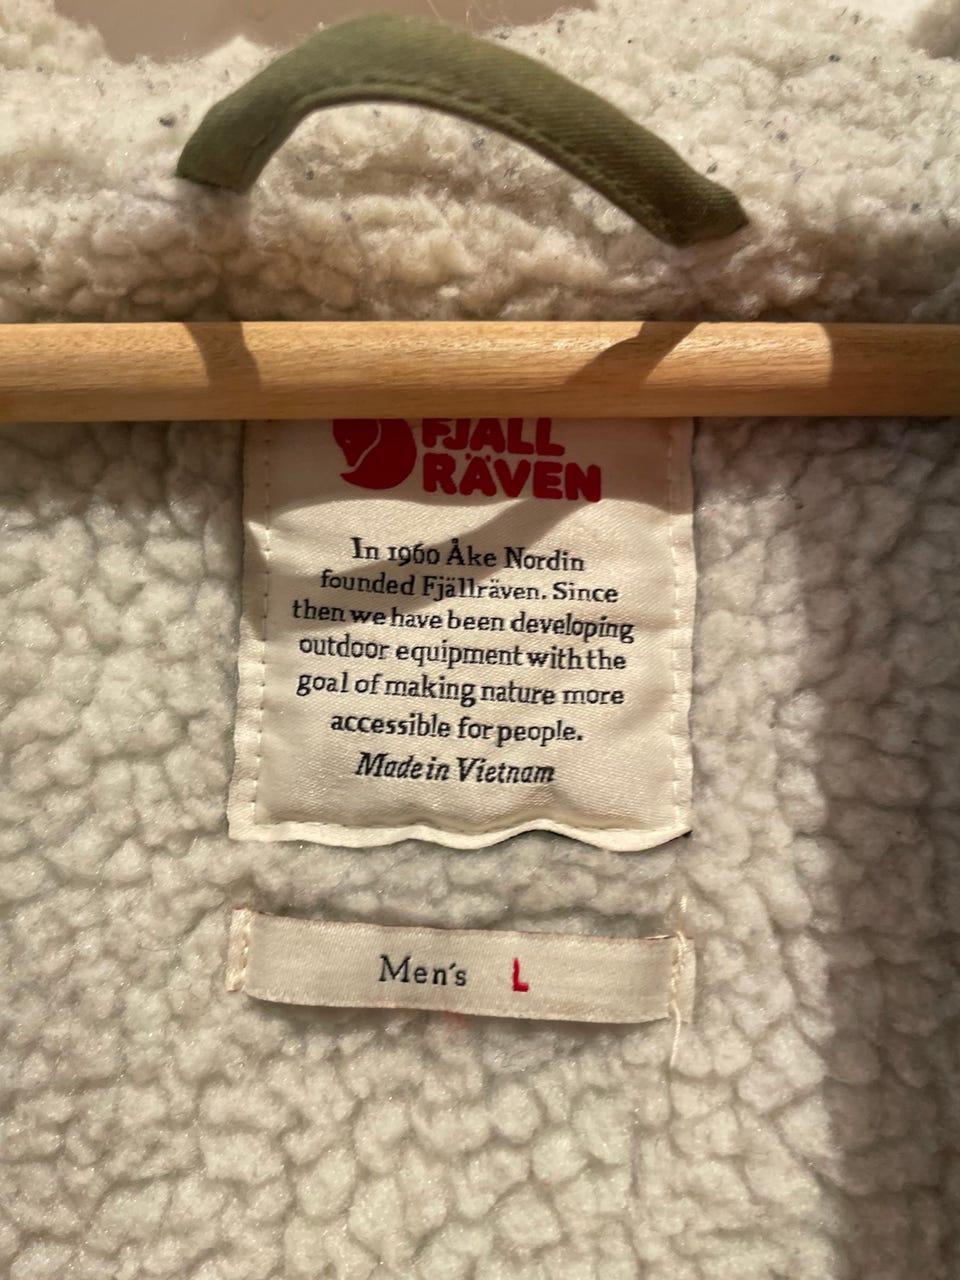 FJÄLL
RÄVEN
In 1960 Åke Nordin
founded Fjällräven. Since
then we have been developing
outdoor equipment with the
goal of making nature more
accessible for people.
Made in Vietnam
Men's L